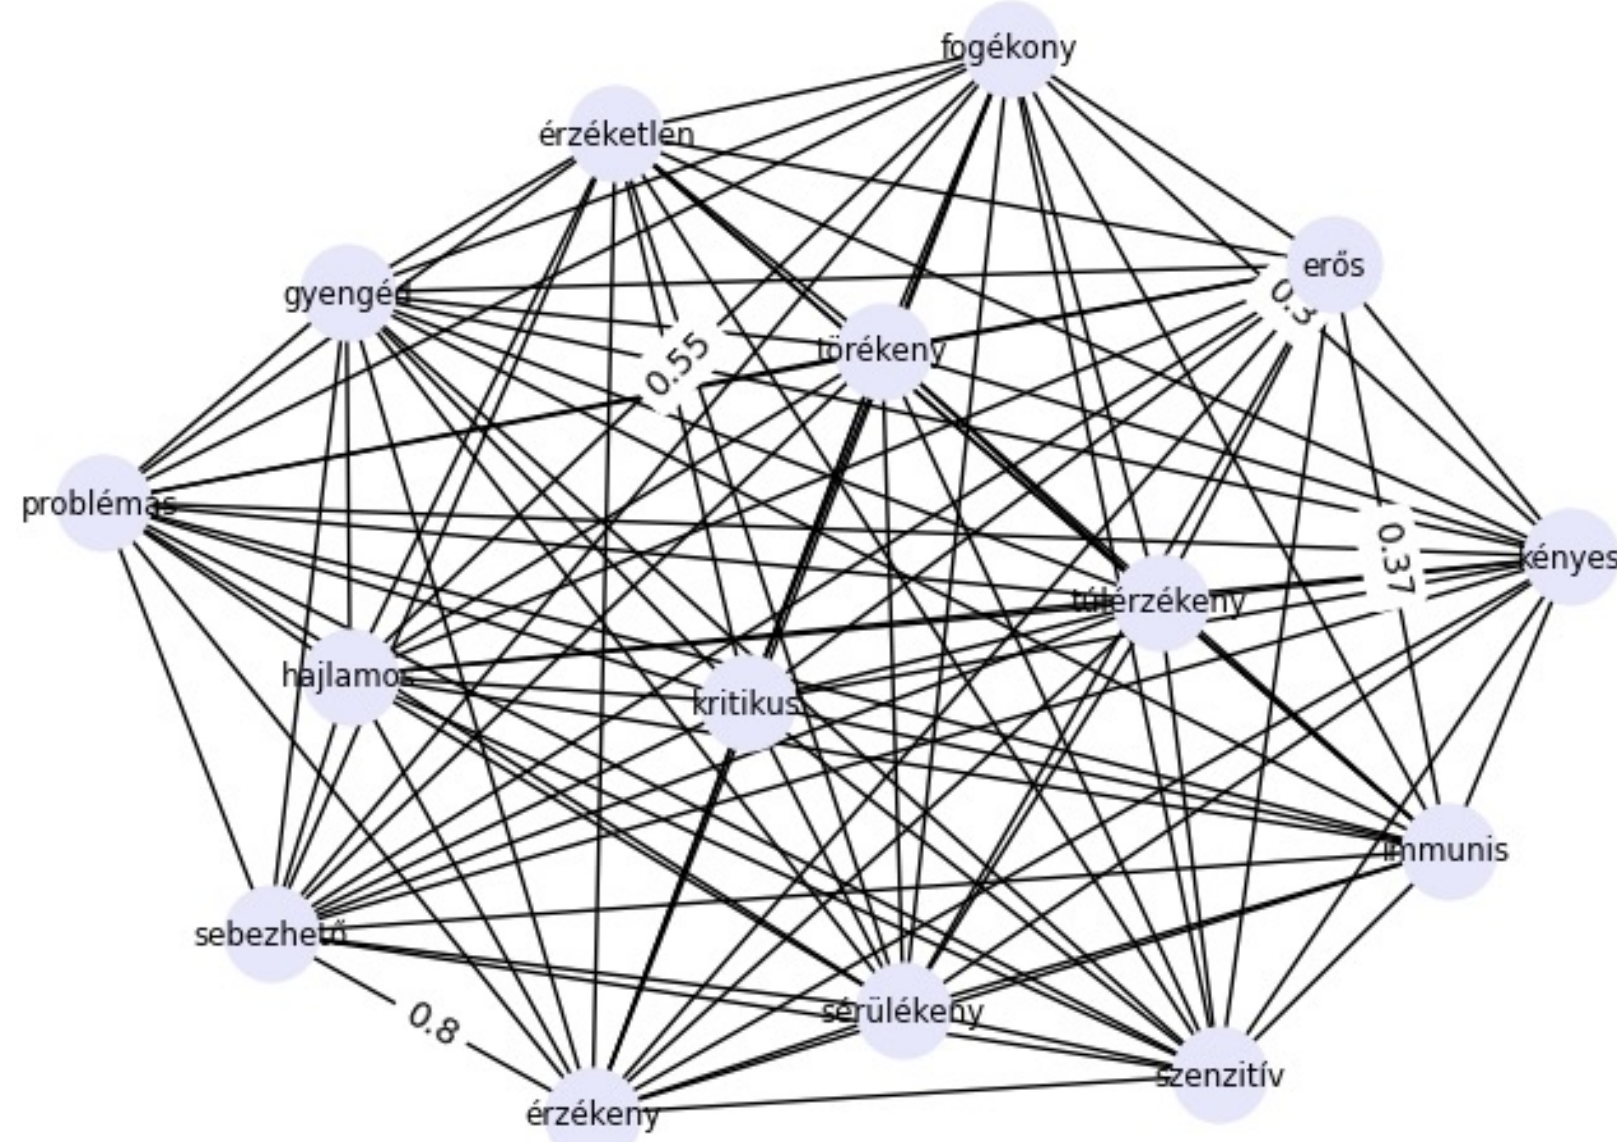 fogékony
érzéketlen
gyengéd
erős
0.3
törékeny
0.55
problémás
kényes
0.37
túlérzékeny
hajlamos
kritikus
immunis
sebezhető
sérülékeny
0.8
szenzitív
érzékeny